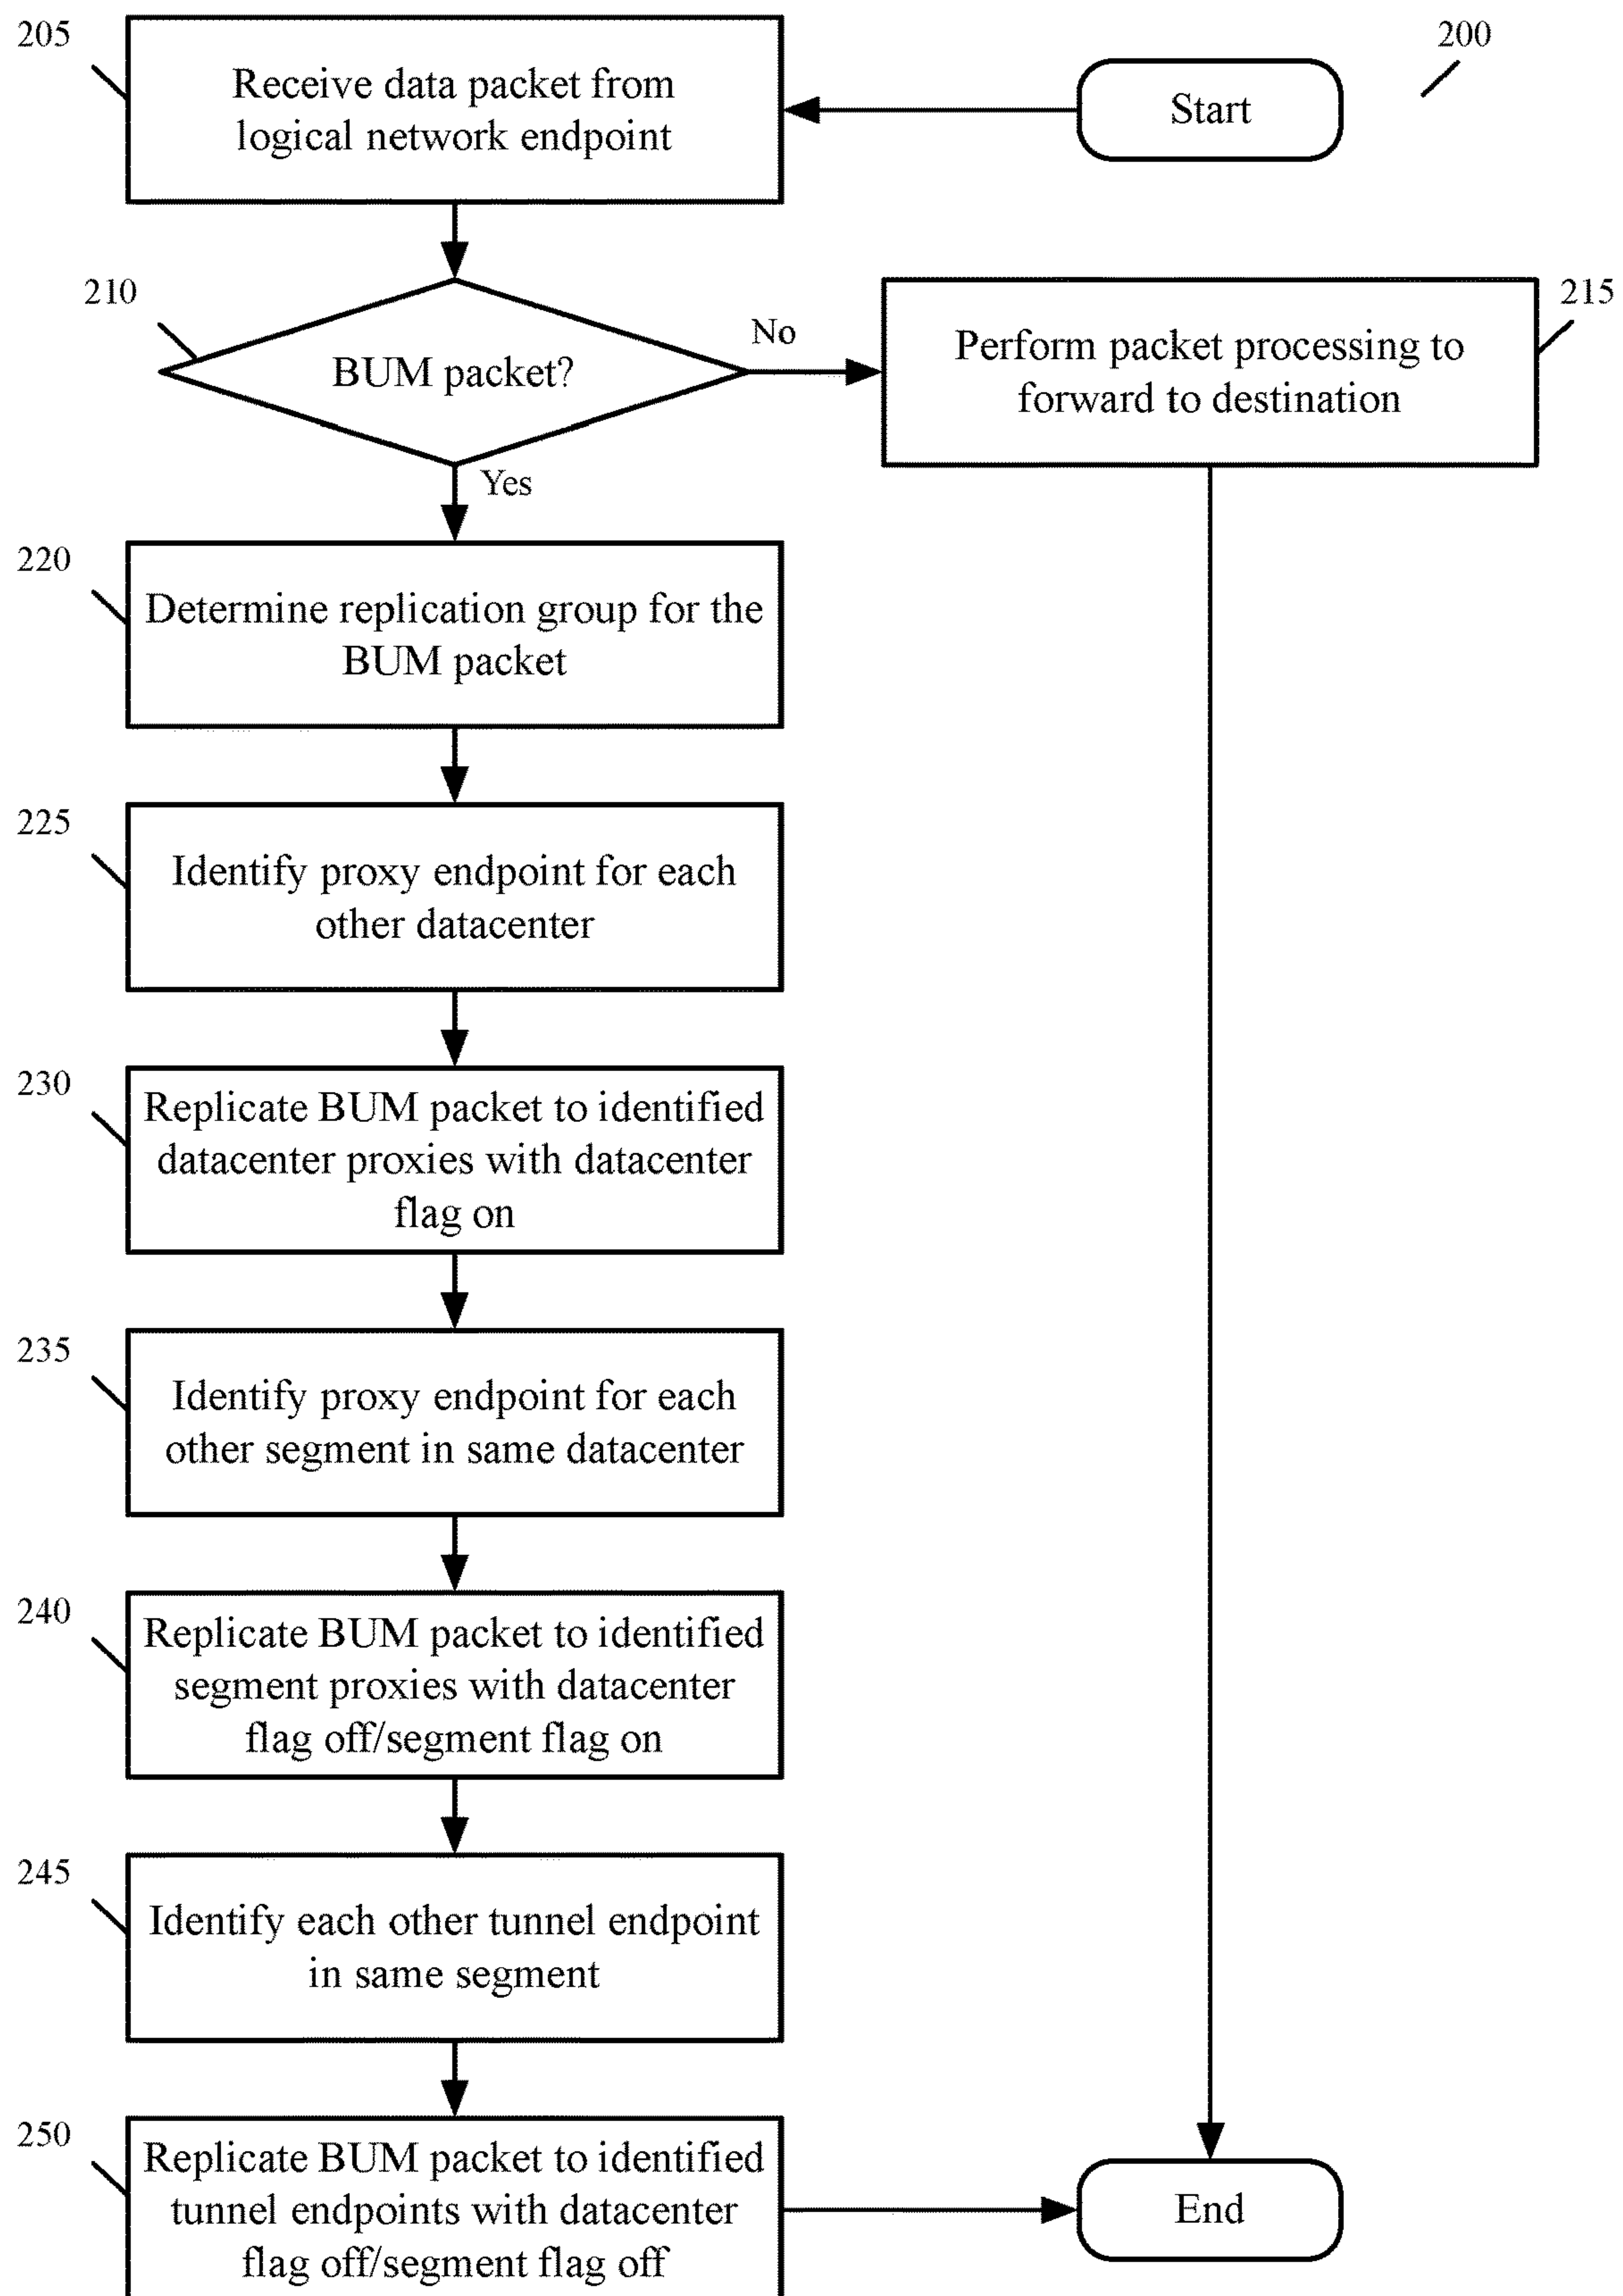 205
Receive data packet from
logical network endpoint
Start
200
210
BUM packet?
No
Yes
Perform packet processing to
forward to destination
215
220
Determine replication group for the
BUM packet
225
Identify proxy endpoint for each
other datacenter
230
Replicate BUM packet to identified
datacenter proxies with datacenter
flag on
235
Identify proxy endpoint for each
other segment in same datacenter
240
Replicate BUM packet to identified
segment proxies with datacenter
flag off/segment flag on
245
Identify each other tunnel endpoint
in same segment
250
Replicate BUM packet to identified
tunnel endpoints with datacenter
flag off/segment flag off
End